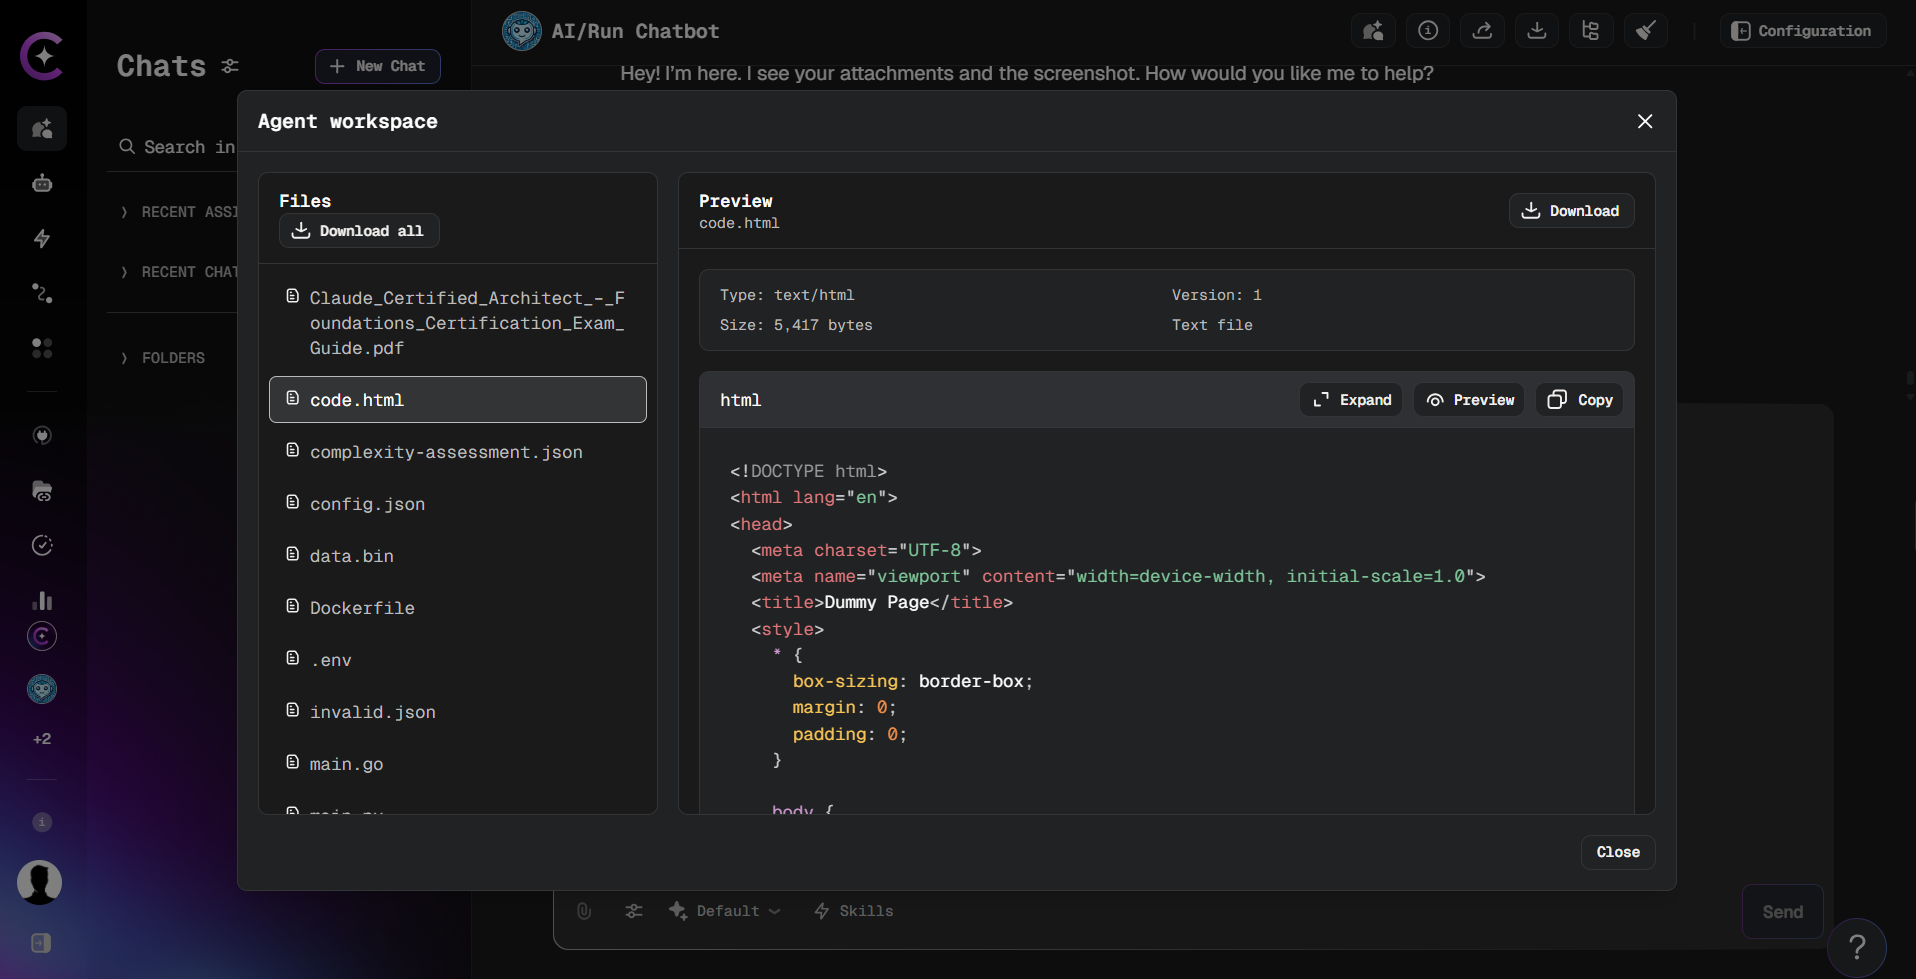 AI/Run Chatbot
Configuration
Chats
New Chat
Hey! I'm here. I see your attachments and the screenshot. How would you like me to help?
Search in
RECENT ASSI
RECENT CHAT
FOLDERS
+2
Agent workspace
Files
Download all
Claude_Certified_Architect_-_F
oundations_Certification_Exam_
Guide.pdf
code.html
complexity-assessment.json
config.json
data.bin
Dockerfile
.env
invalid.json
main.go
Preview
code.html
Download
Type: text/html
Version: 1
Size: 5,417 bytes
Text file
html
Expand
Preview
Copy
<!DOCTYPE html>
<html lang="en">
<head>
<meta charset="UTF-8">
<meta name="viewport" content="width=device-width, initial-scale=1.0">
<title>Dummy Page</title>
<style>
* {
box-sizing: border-box;
margin: 0;
padding: 0;
}
body {
Close
Default
Skills
Send
?